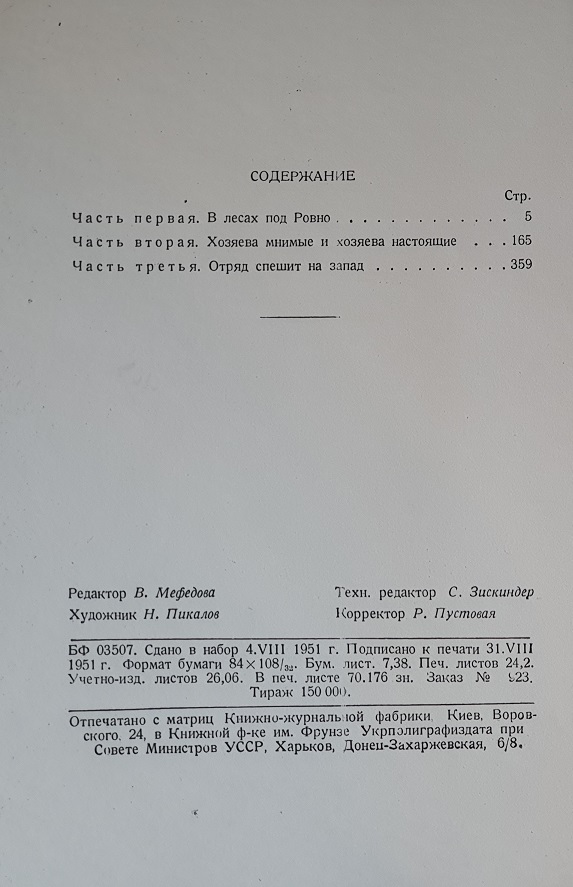 СОДЕРЖАНИЕ
Стр.
Часть первая. В лесах под Ровно . . . . . . . . . . . . . 5
Часть вторая. Хозяева мнимые и хозяева настоящие . . . 165
Часть третья. Отряд спешит на запад . . . . . . . . . . 359
Редактор В. Мефедова Техн. редактор С. Зискиндер
Художник Н. Пикалов Корректор Р. Пустовая
БФ 03507. Сдано в набор 4.VIII 1951 г. Подписано к печати 31.VIII
1951 г. Формат бумаги 84×108/₃₂. Бум. лист. 7,38. Печ. листов 24,2.
Учетно-изд. листов 26,06. В печ. листе 70.176 зн. Заказ №
Тираж 150 000.
Отпечатано с матриц Книжно-журнальной фабрики, Киев, Воров-
ского, 24, в Книжной ф-ке им. Фрунзе Укрполиграфиздата при
Совете Министров УССР, Харьков, Донец-Захаржевская, 6/8.